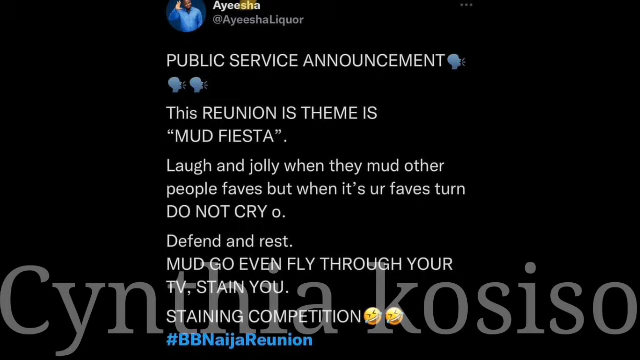 Ayeesha
@AyeeshaLiquor
PUBLIC SERVICE ANNOUNCEMENT🗣️
🗣️🗣️
This REUNION IS THEME IS
“MUD FIESTA”.
Laugh and jolly when they mud other
people faves but when it’s ur faves turn
DO NOT CRY o.
Defend and rest.
MUD GO EVEN FLY THROUGH YOUR
TV, STAIN YOU.
STAINING COMPETITION🤣🤣
#BBNaijaReunion
Cynthia kosiso